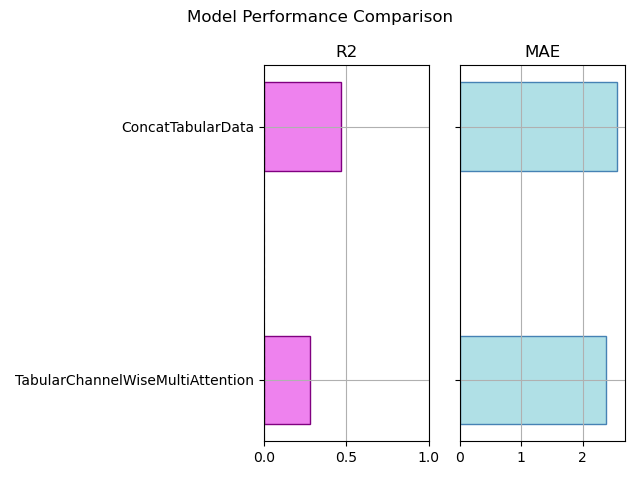 Model Performance Comparison
R2
MAE
ConcatTabularData
TabularChannelWiseMultiAttention
0.0 0.5 1.0
0 1 2